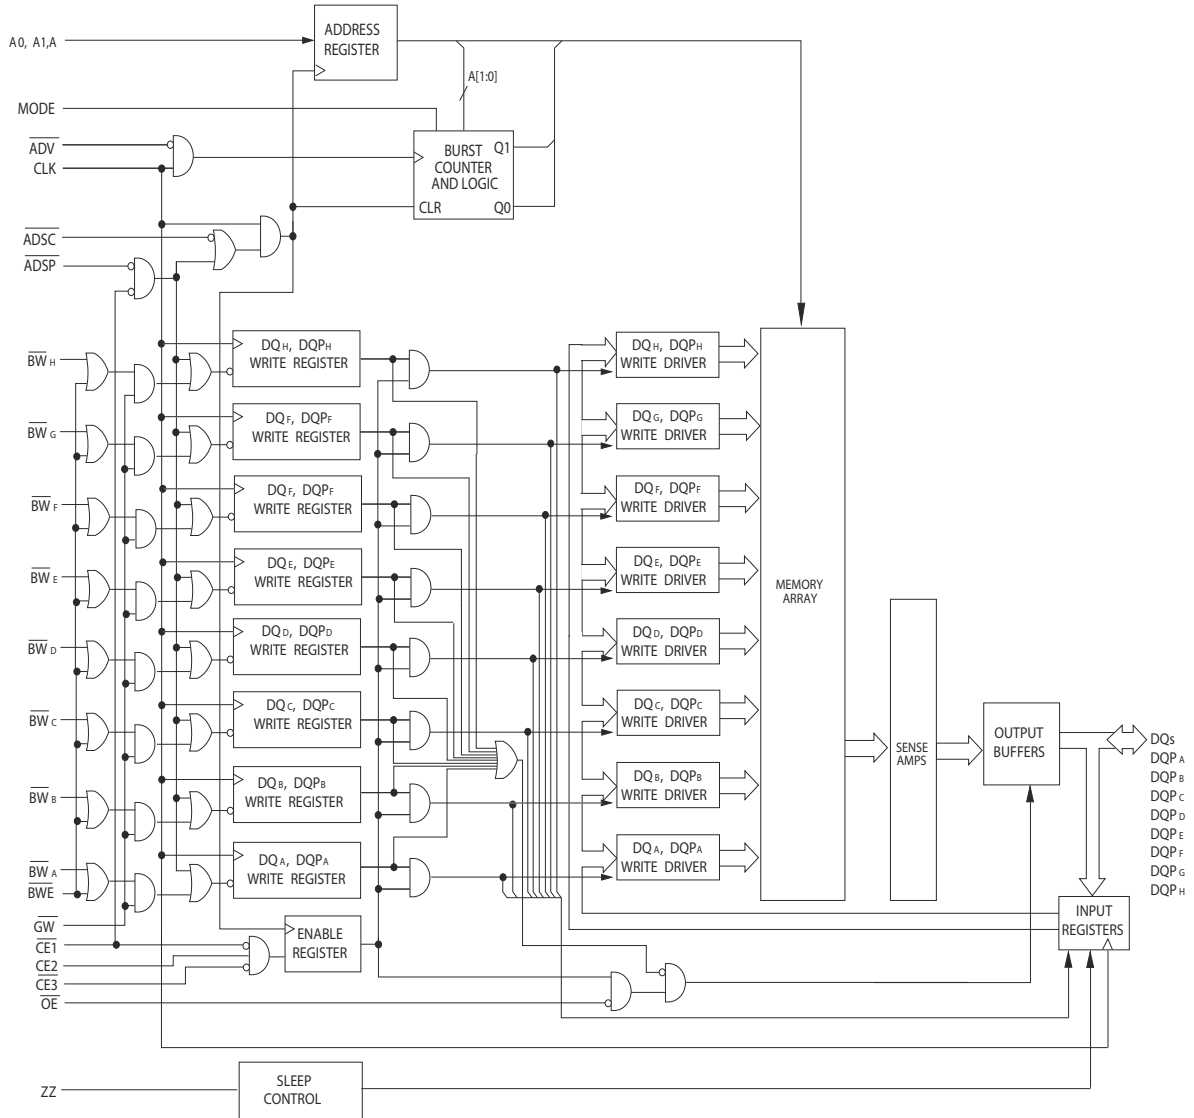 ADDRESS
REGISTER
A0, A1,A
A[1:0]
MODE
ADV
CLK
BURST
COUNTER
AND LOGIC
Q1
CLR
Q0
ADSC
ADSP
BW H
DQ H, DQP H
WRITE REGISTER
DQ H, DQP H
WRITE DRIVER
BW G
DQ F, DQP F
WRITE REGISTER
DQ G, DQP G
WRITE DRIVER
BW F
DQ F, DQP F
WRITE REGISTER
DQ F, DQP F
WRITE DRIVER
BW E
DQ E, DQP E
WRITE REGISTER
DQ E, DQP E
WRITE DRIVER
MEMORY
ARRAY
BW D
DQ D, DQP D
WRITE REGISTER
DQ D, DQP D
WRITE DRIVER
BW C
DQ C, DQP C
WRITE REGISTER
DQ C, DQP C
WRITE DRIVER
SENSE
AMPS
OUTPUT
BUFFERS
DQs
DQP A
DQP B
DQP C
DQP D
DQP E
DQP F
DQP G
DQP H
BW B
DQ B, DQP B
WRITE REGISTER
DQ B, DQP B
WRITE DRIVER
BW A
BWE
DQ A, DQP A
WRITE REGISTER
DQ A, DQP A
WRITE DRIVER
GW
CE1
CE2
CE3
OE
ENABLE
REGISTER
INPUT
REGISTERS
ZZ
SLEEP
CONTROL